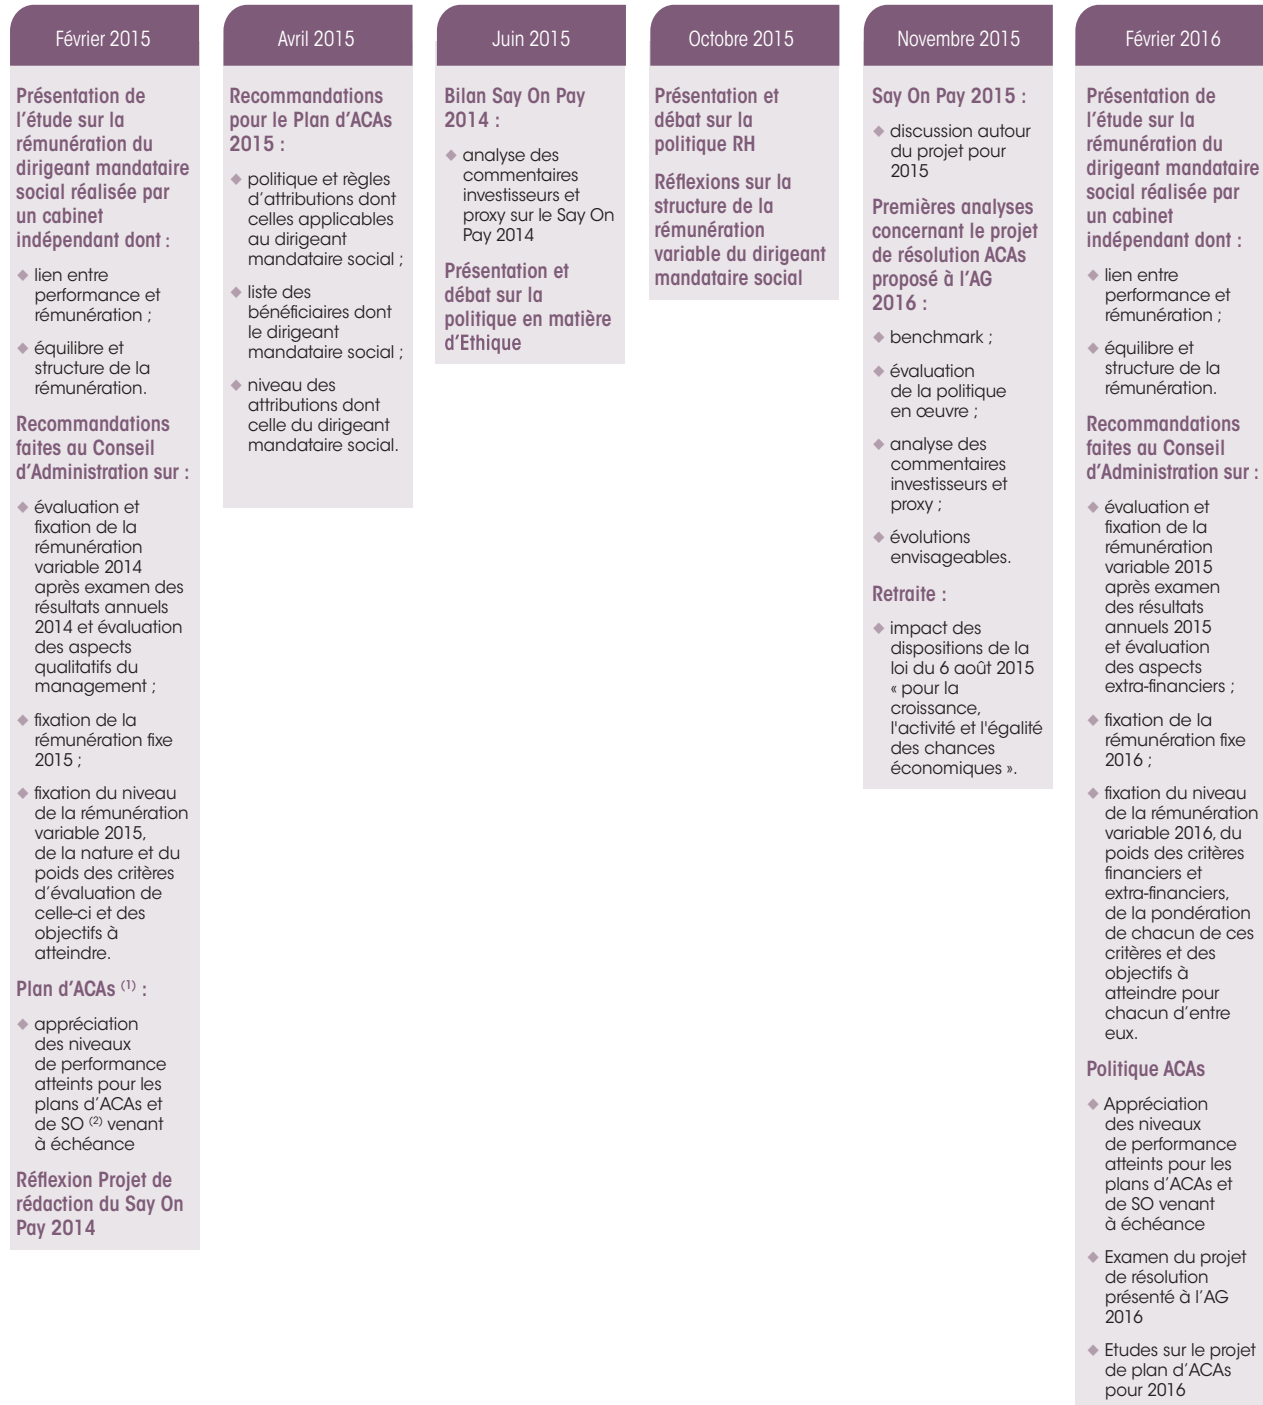 Février 2015
Présentation de
l’étude sur la
rémunération du
dirigeant mandataire
social réalisée par
un cabinet
indépendant dont :
◆ lien entre
performance et
rémunération ;
◆ équilibre et
structure de la
rémunération.
Recommandations
faites au Conseil
d’Administration sur :
◆ évaluation et
fixation de la
rémunération
variable 2014
après examen des
résultats annuels
2014 et évaluation
des aspects
qualitatifs du
management ;
◆ fixation de la
rémunération fixe
2015 ;
◆ fixation du niveau
de la rémunération
variable 2015,
de la nature et du
poids des critères
d’évaluation de
celle-ci et des
objectifs à
atteindre.
Plan d’ACAs (1) :
◆ appréciation
des niveaux
de performance
atteints pour les
plans d’ACAs et
de SO (2) venant
à échéance
Réflexion Projet de
rédaction du Say On
Pay 2014
Avril 2015
Recommandations
pour le Plan d’ACAs
2015 :
◆ politique et règles
d’attributions dont
celles applicables
au dirigeant
mandataire social ;
◆ liste des
bénéficiaires dont
le dirigeant
mandataire social ;
◆ niveau des
attributions dont
celle du dirigeant
mandataire social.
Juin 2015
Bilan Say On Pay
2014 :
◆ analyse des
commentaires
investisseurs et
proxy sur le Say On
Pay 2014
Présentation et
débat sur la
politique en matière
d’Ethique
Octobre 2015
Présentation et
débat sur la
politique RH
Réflexions sur la
structure de la
rémunération
variable du dirigeant
mandataire social
Novembre 2015
Say On Pay 2015 :
◆ discussion autour
du projet pour
2015
Premières analyses
concernant le projet
de résolution ACAs
proposé à l’AG
2016 :
◆ benchmark ;
◆ évaluation
de la politique
en œuvre ;
◆ analyse des
commentaires
investisseurs et
proxy ;
◆ évolutions
envisageables.
Retraite :
◆ impact des
dispositions de la
loi du 6 août 2015
« pour la
croissance,
l'activité et l'égalité
des chances
économiques ».
Février 2016
Présentation de
l’étude sur la
rémunération du
dirigeant mandataire
social réalisée par
un cabinet
indépendant dont :
◆ lien entre
performance et
rémunération ;
◆ équilibre et
structure de la
rémunération.
Recommandations
faites au Conseil
d’Administration sur :
◆ évaluation et
fixation de la
rémunération
variable 2015
après examen
des résultats
annuels 2015
et évaluation
des aspects
extra-financiers ;
◆ fixation de la
rémunération fixe
2016 ;
◆ fixation du niveau
de la rémunération
variable 2016, du
poids des critères
financiers et
extra-financiers,
de la pondération
de chacun de ces
critères et des
objectifs à
atteindre pour
chacun d’entre
eux.
Politique ACAs
◆ Appréciation
des niveaux
de performance
atteints pour les
plans d’ACAs et
de SO venant
à échéance
◆ Examen du projet
de résolution
présenté à l’AG
2016
◆ Etudes sur le projet
de plan d’ACAs
pour 2016